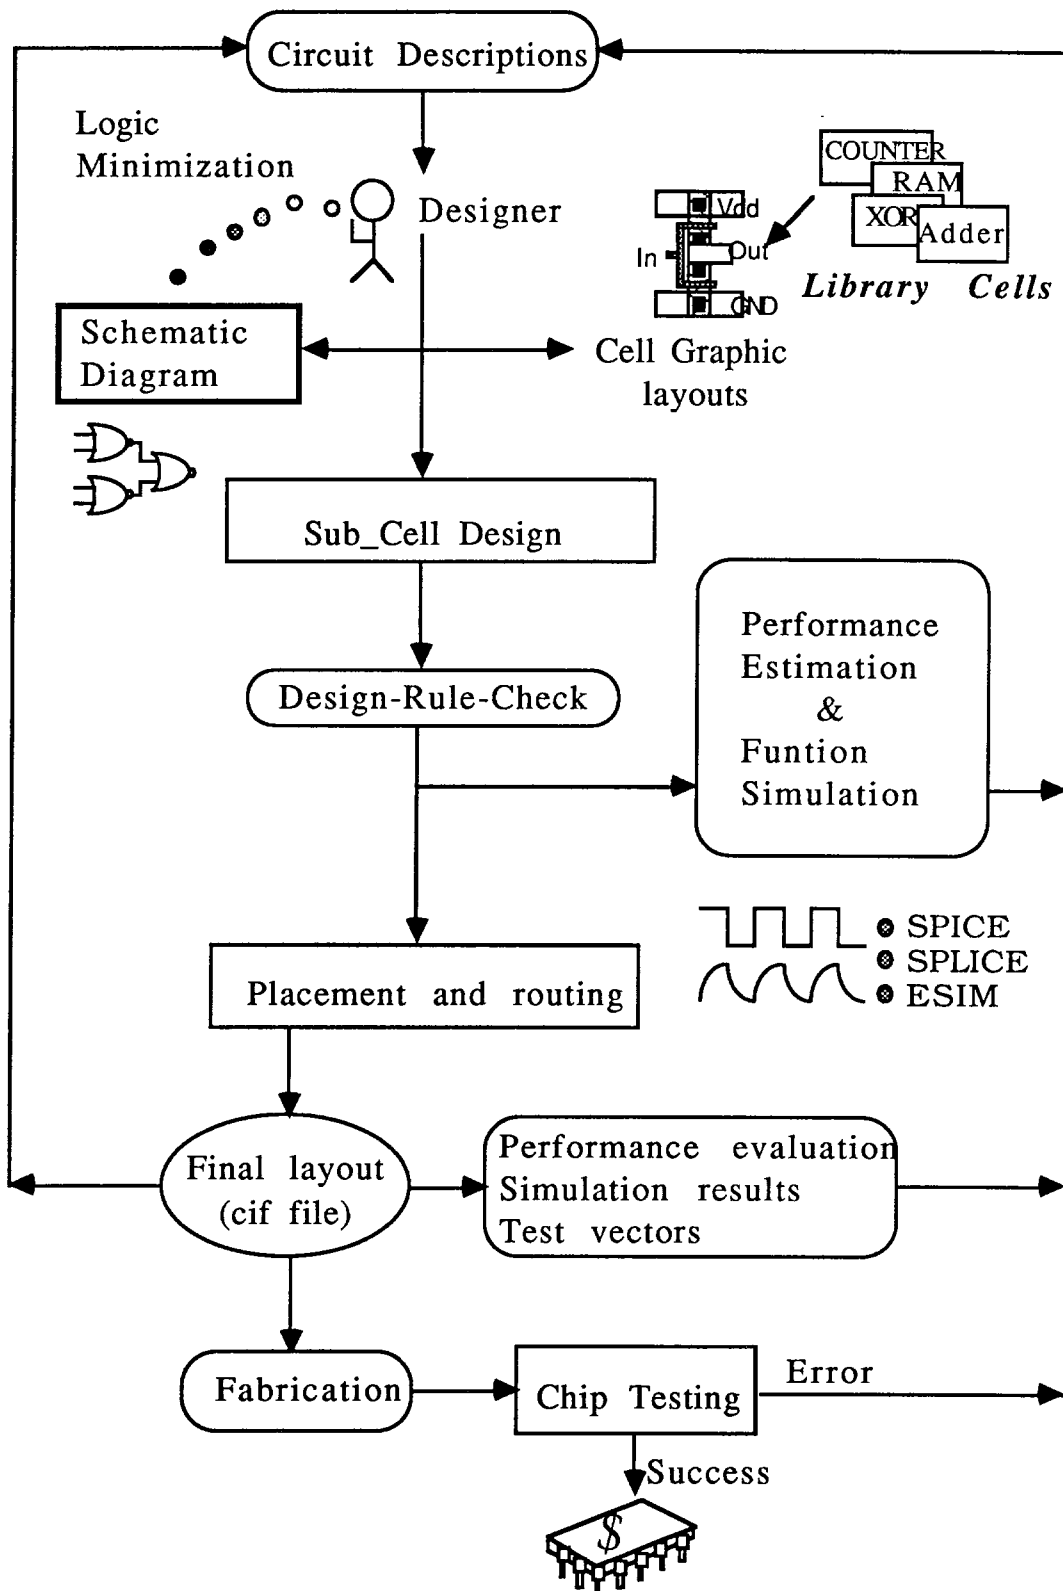 Circuit Descriptions
Logic
Minimization
Designer
COUNTER
RAM
XOR
Adder
Vdd
In
Out
GND
Library Cells
Schematic
Diagram
Cell Graphic
layouts
Sub_Cell Design
Performance
Estimation
&
Funtion
Simulation
Design-Rule-Check
SPICE
SPLICE
ESIM
Placement and routing
Final layout
(cif file)
Performance evaluation
Simulation results
Test vectors
Fabrication
Chip Testing
Error
Success
$